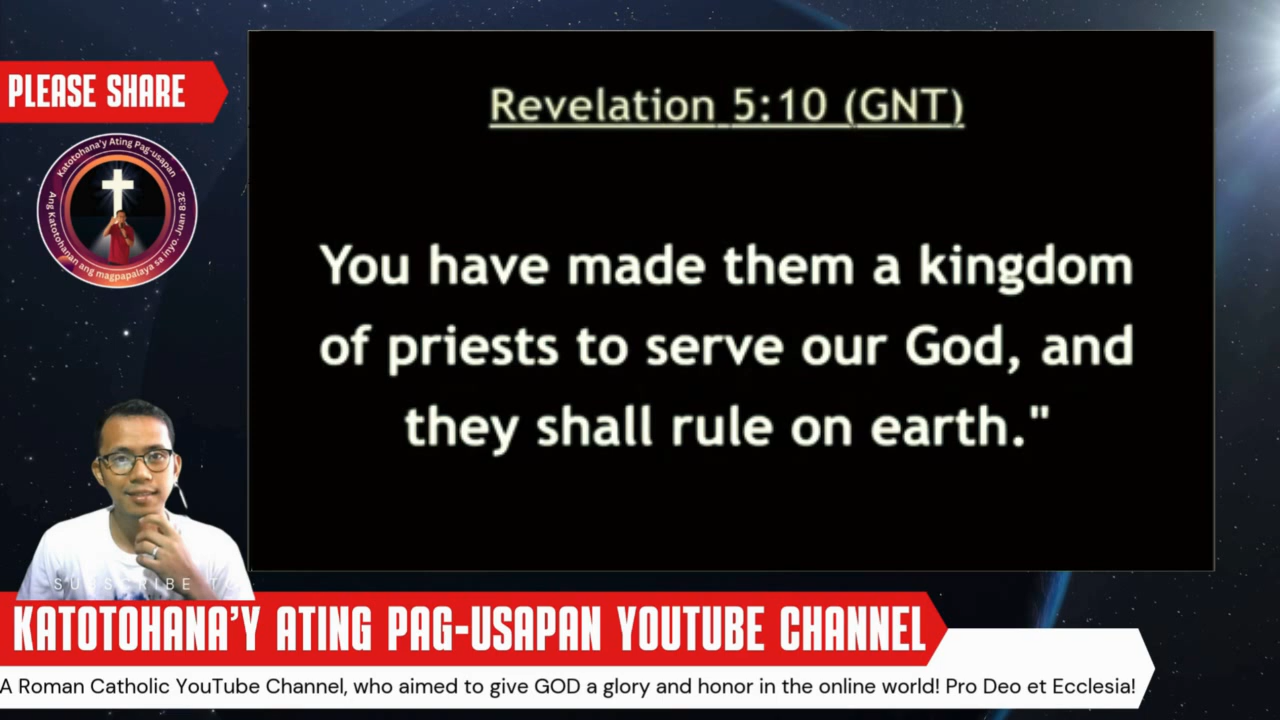 PLEASE SHARE
Katotohana'y Ating Pag-usapan
Ang Katotohanan ang magpapalaya sa inyo. Juan 8:32
Revelation 5:10 (GNT)
You have made them a kingdom
of priests to serve our God, and
they shall rule on earth."
SUBSCRIBE TO
KATOTOHANA'Y ATING PAG-USAPAN YOUTUBE CHANNEL
A Roman Catholic YouTube Channel, who aimed to give GOD a glory and honor in the online world! Pro Deo et Ecclesia!